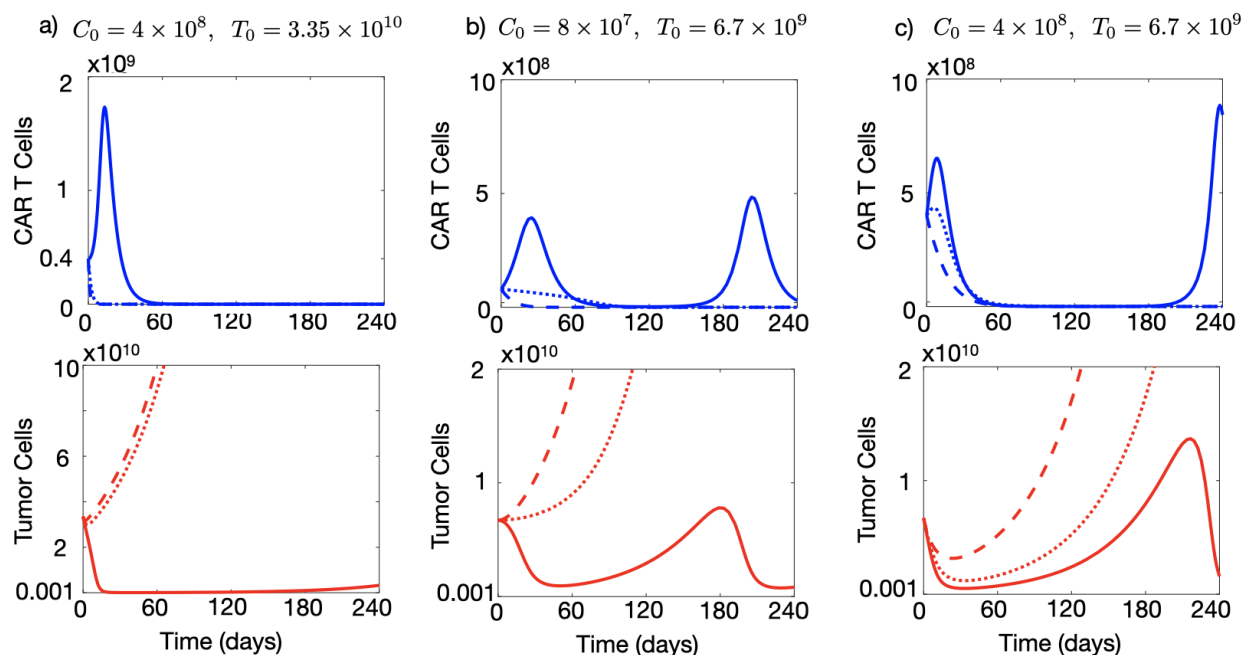 a) C₀ = 4 × 10⁸, T₀ = 3.35 × 10¹⁰
x10⁹
2
1
0.4
0
CAR T Cells
0 60 120 180 240
x10¹⁰
10
6
2
0.001
Tumor Cells
0 60 120 180 240
Time (days)
b) C₀ = 8 × 10⁷, T₀ = 6.7 × 10⁹
x10⁸
10
5
0
CAR T Cells
0 60 120 180 240
x10¹⁰
2
1
0.001
Tumor Cells
0 60 120 180 240
Time (days)
c) C₀ = 4 × 10⁸, T₀ = 6.7 × 10⁹
x10⁸
10
5
0
CAR T Cells
0 60 120 180 240
x10¹⁰
2
1
0.001
Tumor Cells
0 60 120 180 240
Time (days)